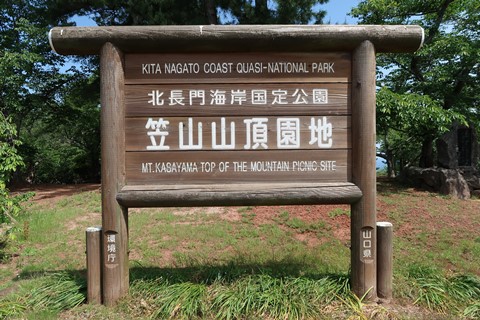 KITA NAGATO COAST QUASI-NATIONAL PARK
北長門海岸国定公園
笠山山頂園地
MT.KASAYAMA TOP OF THE MOUNTAIN PICNIC SITE
環境庁
山口県